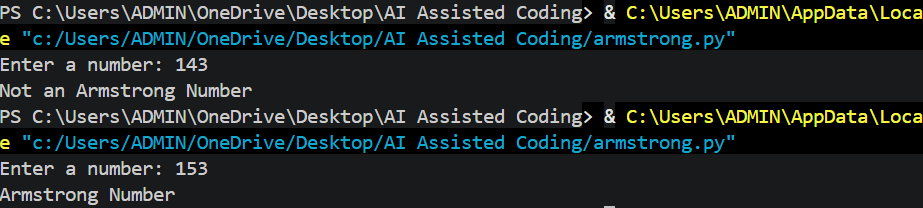 PS C:\Users\ADMIN\OneDrive\Desktop\AI Assisted Coding> & C:\Users\ADMIN\AppData\Loca
e "c:/Users/ADMIN/OneDrive/Desktop/AI Assisted Coding/armstrong.py"
Enter a number: 143
Not an Armstrong Number
PS C:\Users\ADMIN\OneDrive\Desktop\AI Assisted Coding> & C:\Users\ADMIN\AppData\Loca
e "c:/Users/ADMIN/OneDrive/Desktop/AI Assisted Coding/armstrong.py"
Enter a number: 153
Armstrong Number